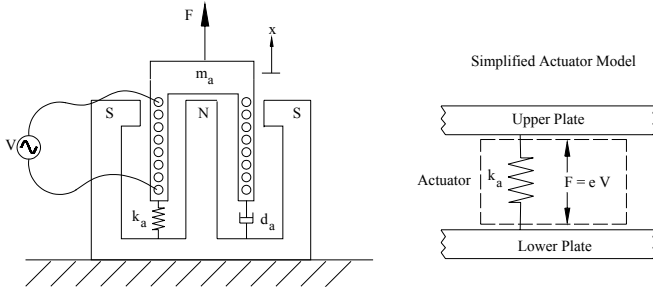 F
x
m_a
S N S
V
k_a
d_a
Simplified Actuator Model
Upper Plate
Actuator
k_a
F = e V
Lower Plate